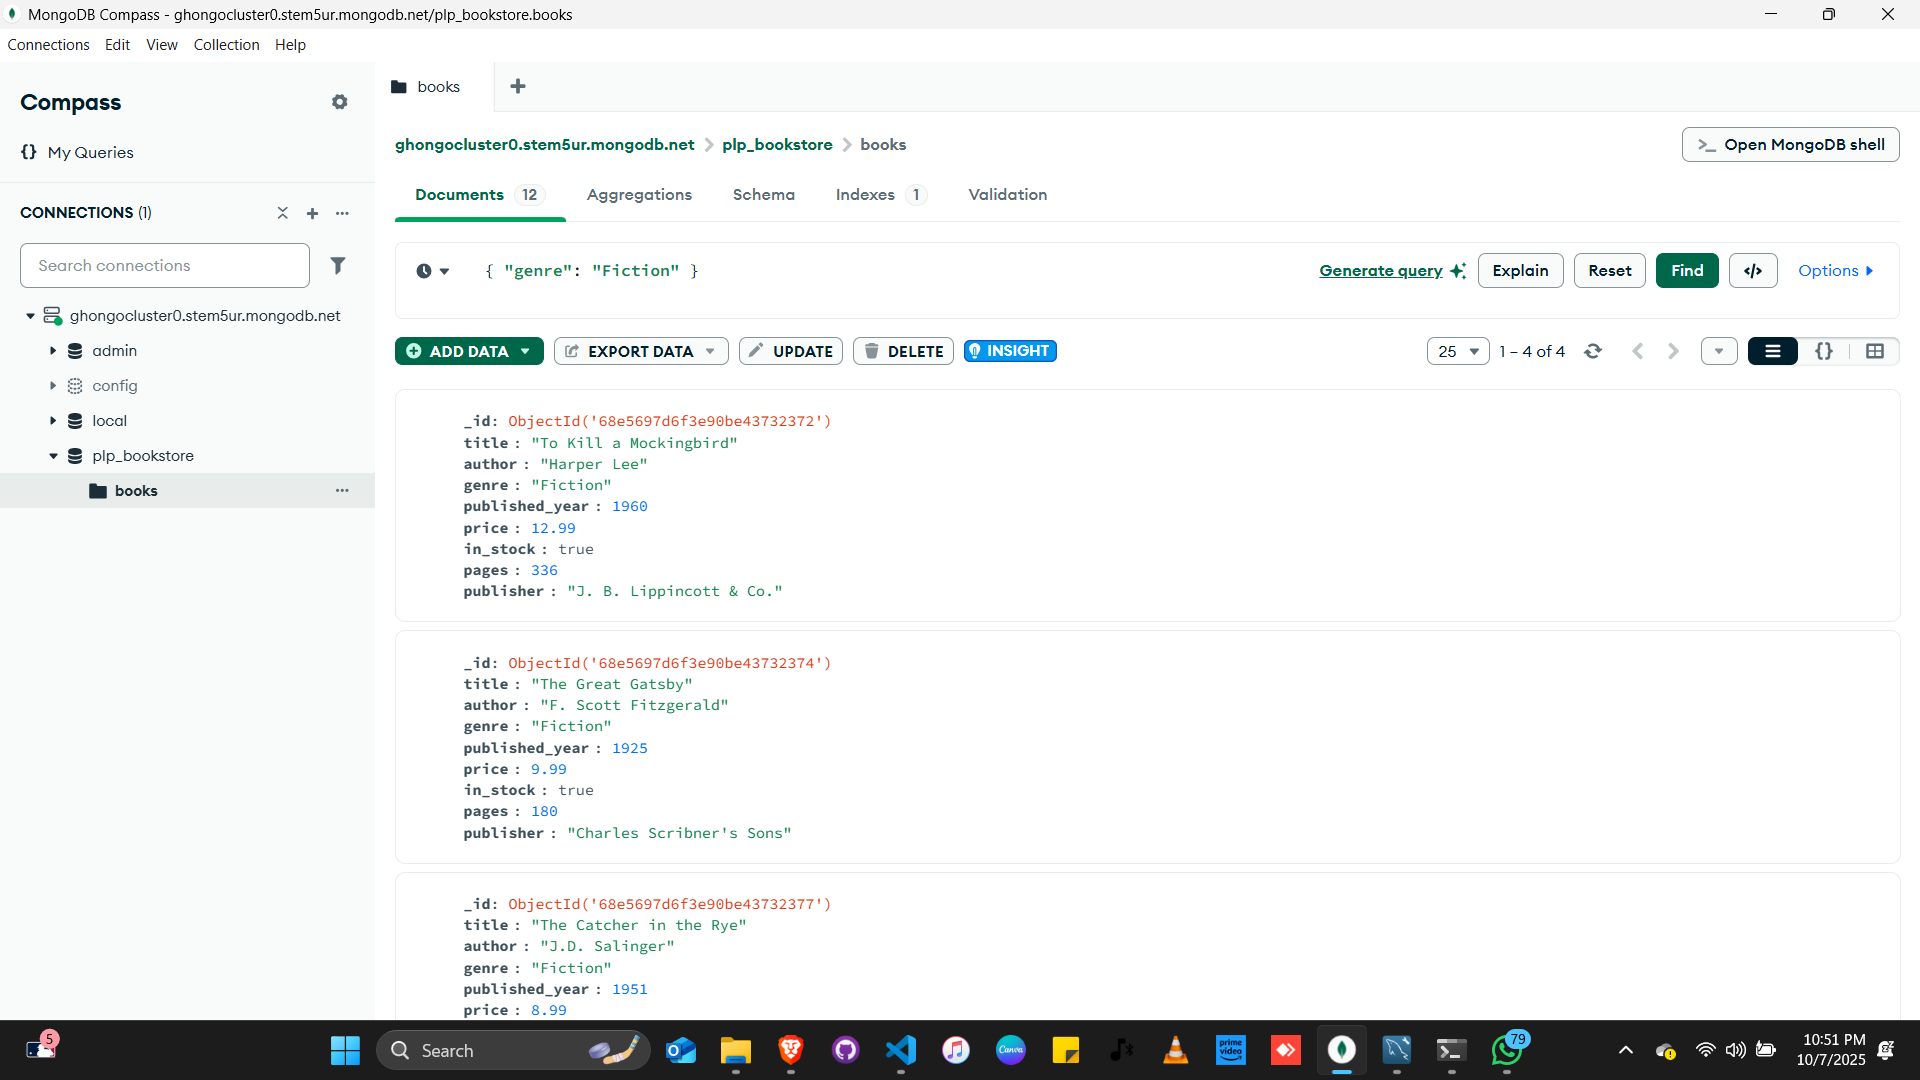 MongoDB Compass - ghongocluster0.stem5ur.mongodb.net/plp_bookstore.books
Connections Edit View Collection Help
Compass
{} My Queries
CONNECTIONS (1)
Search connections
ghongocluster0.stem5ur.mongodb.net
admin
config
local
plp_bookstore
books
books
ghongocluster0.stem5ur.mongodb.net > plp_bookstore > books
>_ Open MongoDB shell
Documents 12 Aggregations Schema Indexes 1 Validation
{ "genre": "Fiction" }
Generate query Explain Reset Find </> Options
ADD DATA EXPORT DATA UPDATE DELETE INSIGHT
25 1 – 4 of 4 {}
_id: ObjectId('68e5697d6f3e90be43732372')
title : "To Kill a Mockingbird"
author : "Harper Lee"
genre : "Fiction"
published_year : 1960
price : 12.99
in_stock : true
pages : 336
publisher : "J. B. Lippincott & Co."
_id: ObjectId('68e5697d6f3e90be43732374')
title : "The Great Gatsby"
author : "F. Scott Fitzgerald"
genre : "Fiction"
published_year : 1925
price : 9.99
in_stock : true
pages : 180
publisher : "Charles Scribner's Sons"
_id: ObjectId('68e5697d6f3e90be43732377')
title : "The Catcher in the Rye"
author : "J.D. Salinger"
genre : "Fiction"
published_year : 1951
price : 8.99
5
Search
Canva
prime video
79
10:51 PM
10/7/2025